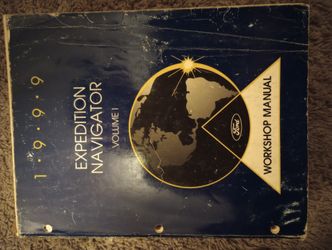 1·9·9·9
EXPEDITION
NAVIGATOR
VOLUME I
Ford
WORKSHOP MANUAL